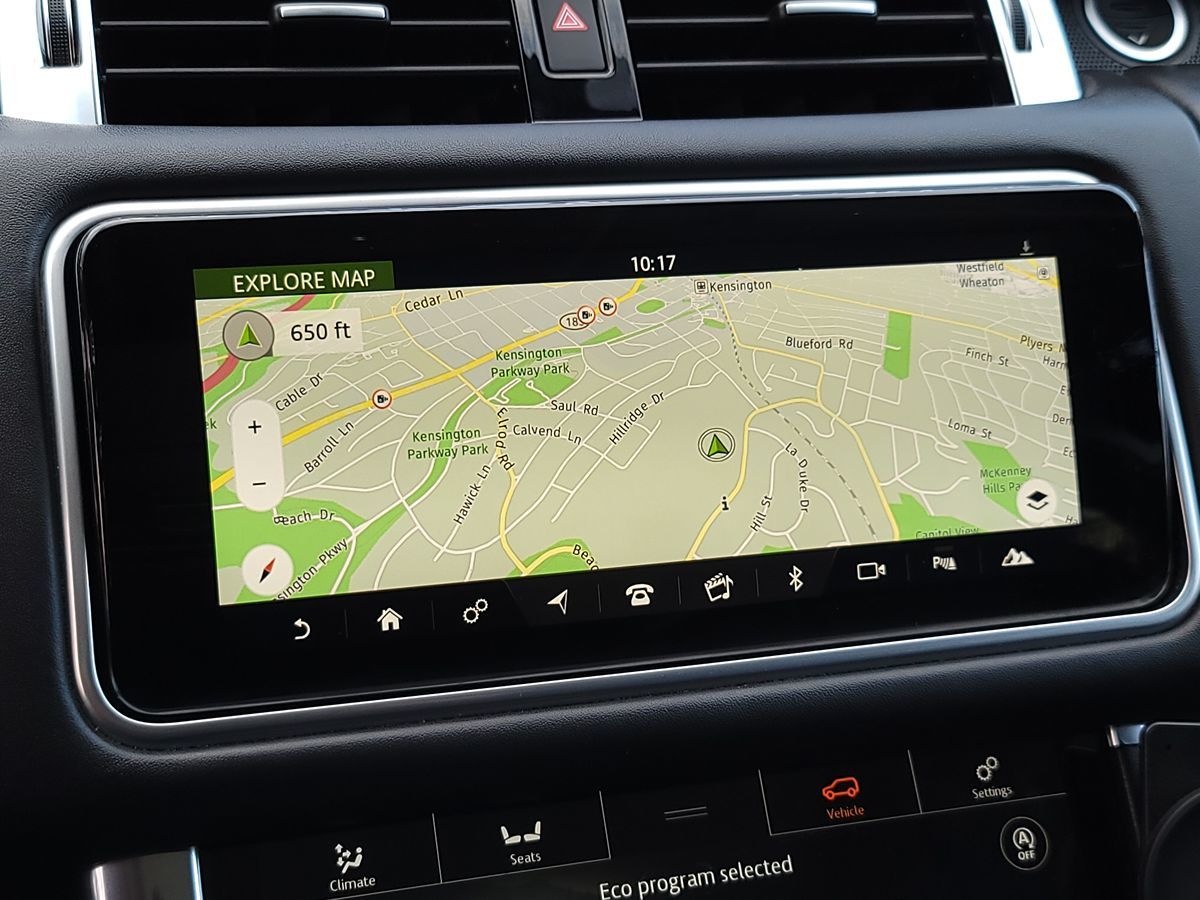 10:17
EXPLORE MAP
650 ft
Cedar Ln
Kensington
Westfield
Wheaton
Kensington
Parkway Park
Blueford Rd
Plyers
Finch St
Cable Dr
Saul Rd
Hillridge Dr
Barroll Ln
Calvend Ln
Kensington
Parkway Park
Elrod Rd
Loma St
La Duke Dr
McKenney
Hills
Hawick Ln
Hill St
Beach Dr
Capitol View
+
−
i
P
Climate
Seats
Vehicle
Settings
A
OFF
Eco program selected